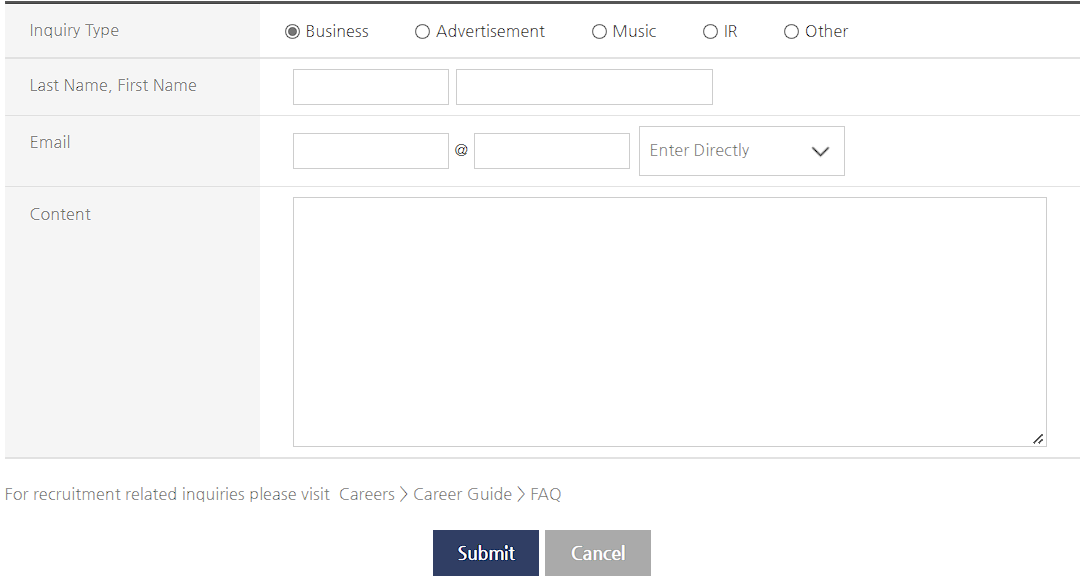 Inquiry Type Business Advertisement Music IR Other
Last Name, First Name
Email @ Enter Directly
Content
For recruitment related inquiries please visit Careers > Career Guide > FAQ
Submit Cancel